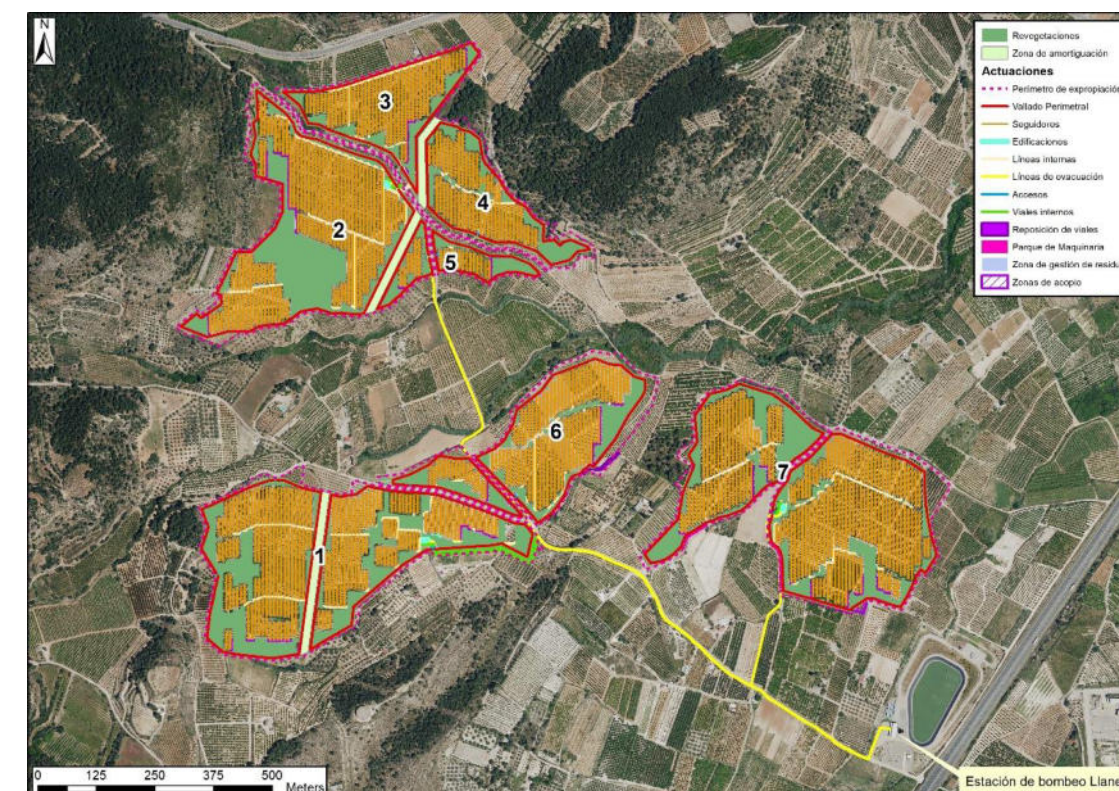 N
Revegetaciones
Zona de amortiguación
Actuaciones
Perímetro de expropiación
Vallado Perimetral
Seguidores
Edificaciones
Líneas internas
Líneas de evacuación
Accesos
Viales internos
Reposición de viales
Parque de Maquinaria
Zona de gestión de residu
Zonas de acopio
3
4
2
5
6
7
1
0 125 250 375 500
Meters
Estación de bombeo Llane